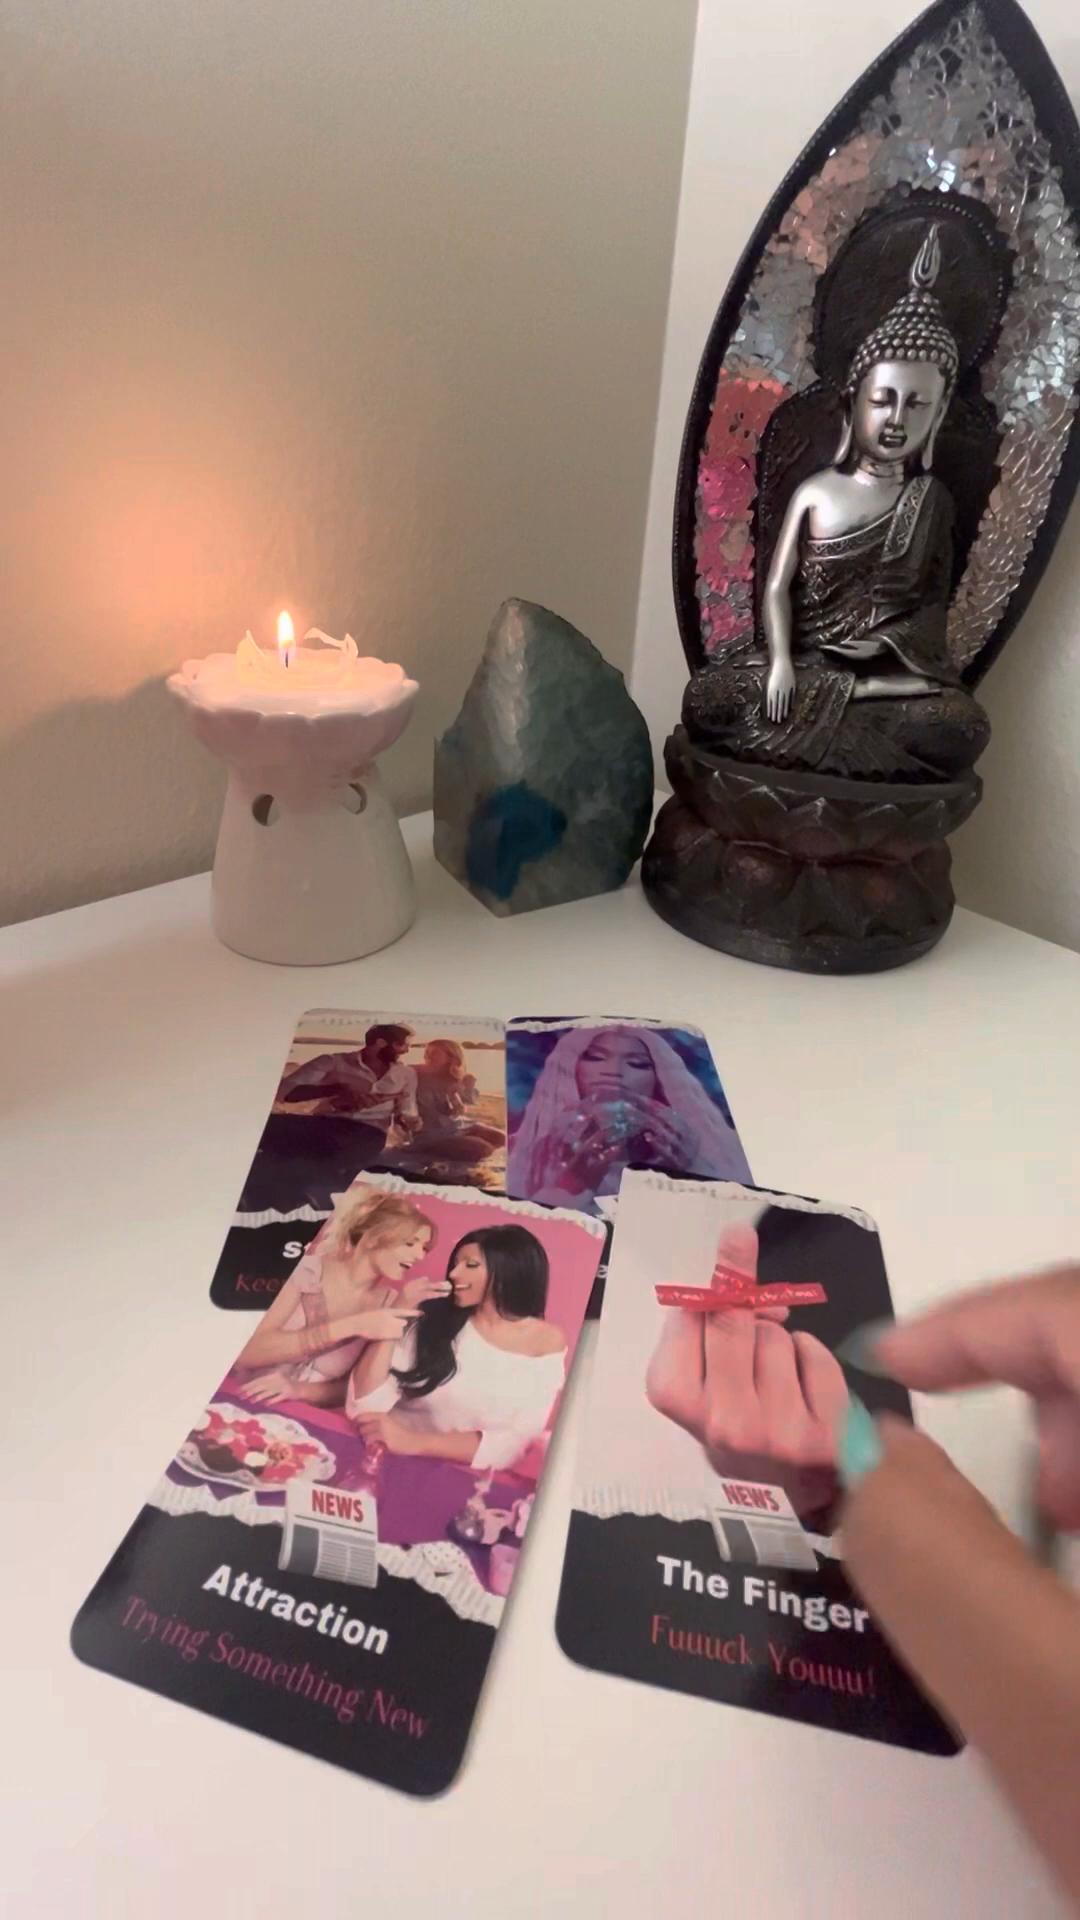 NEWS
Attraction
Trying Something New
NEWS
The Finger
Fuuuck Youuu!